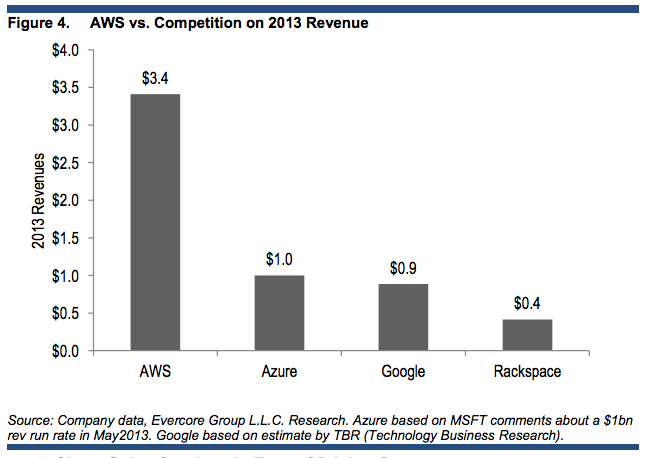 Figure 4. AWS vs. Competition on 2013 Revenue
$4.0
$3.5
$3.0
$2.5
$2.0
$1.5
$1.0
$0.5
$0.0
2013 Revenues
$3.4
$1.0
$0.9
$0.4
AWS
Azure
Google
Rackspace
Source: Company data, Evercore Group L.L.C. Research. Azure based on MSFT comments about a $1bn
rev run rate in May2013. Google based on estimate by TBR (Technology Business Research).